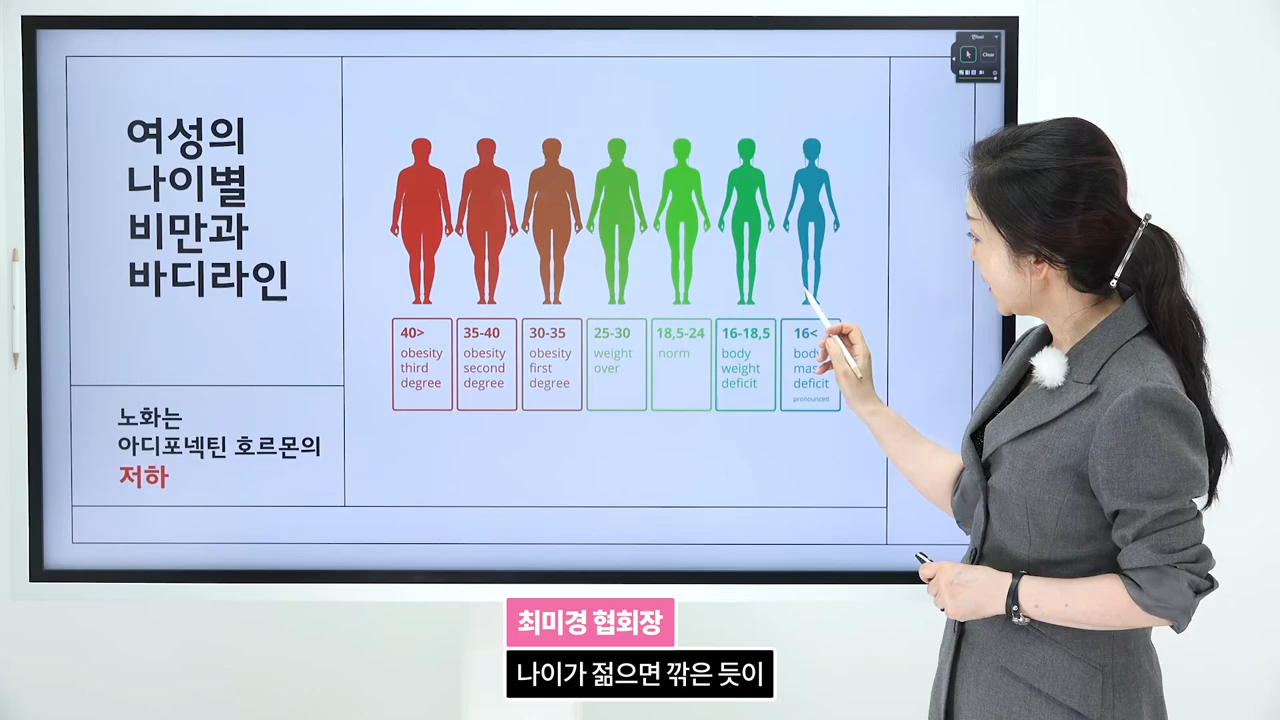 여성의
나이별
비만과
바디라인
노화는
아디포넥틴 호르몬의
저하
40>
obesity
third
degree
35-40
obesity
second
degree
30-35
obesity
first
degree
25-30
weight
over
18,5-24
norm
16-18,5
body
weight
deficit
16<
body
deficit
pronounced
Clear
최미경 협회장
나이가 젊으면 깎은 듯이